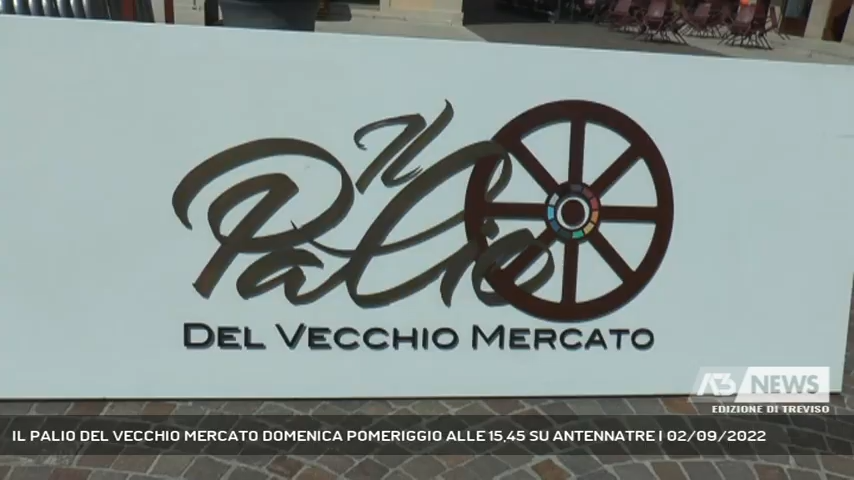 Il
Palio
DEL VECCHIO MERCATO
A3 NEWS
EDIZIONE DI TREVISO
IL PALIO DEL VECCHIO MERCATO DOMENICA POMERIGGIO ALLE 15,45 SU ANTENNATRE | 02/09/2022